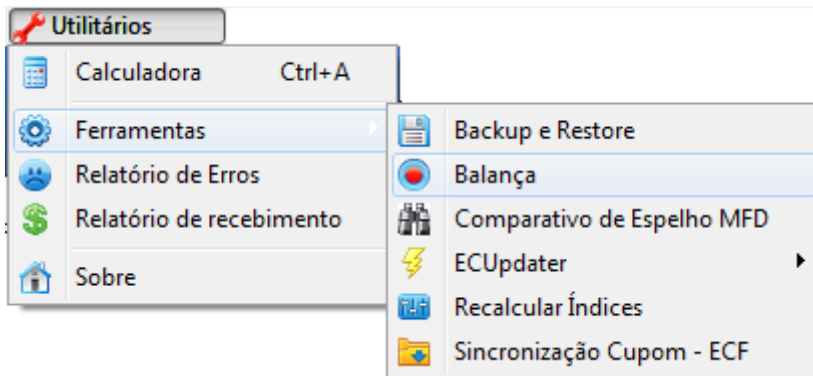 Utilitários
Calculadora Ctrl+A
Ferramentas
Relatório de Erros
Relatório de recebimento
Sobre
Backup e Restore
Balança
Comparativo de Espelho MFD
ECUpdater
Recalcular Índices
Sincronização Cupom - ECF